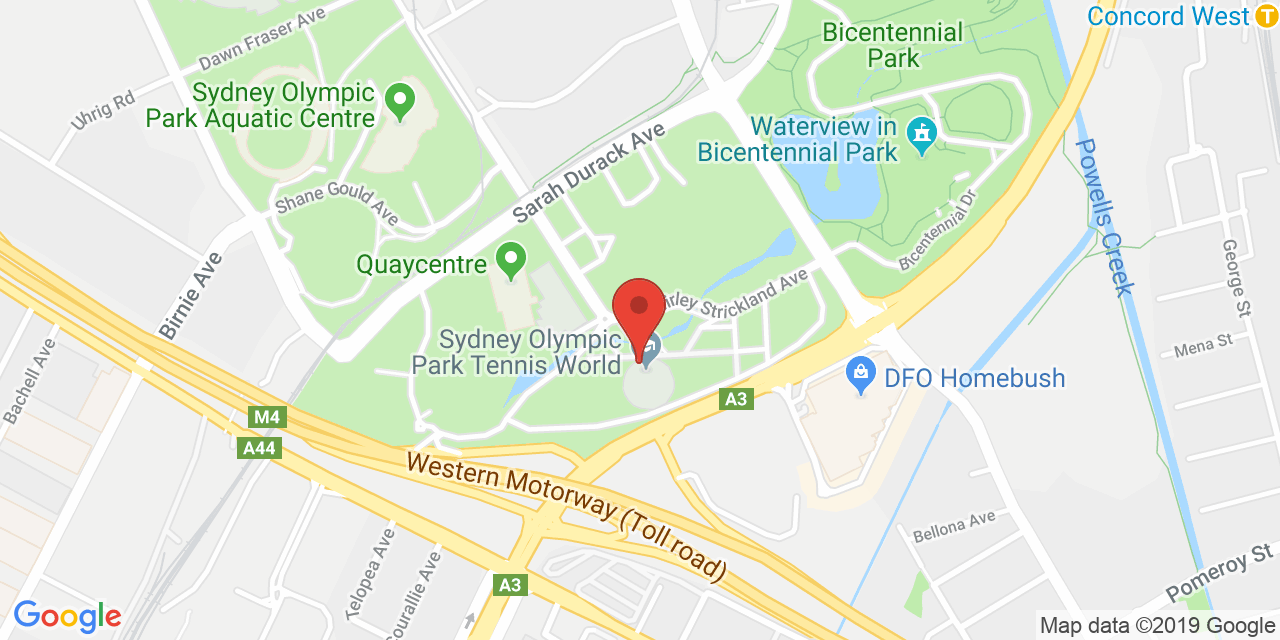 Concord West
T
Dawn Fraser Ave
Bicentennial
Park
Uhrig Rd
Sydney Olympic
Park Aquatic Centre
Waterview in
Bicentennial Park
Sarah Durack Ave
Powells Creek
Shane Gould Ave
Bicentennial Dr
George St
Quaycentre
Birnie Ave
irley Strickland Ave
Sydney Olympic
Park Tennis World
Mena St
Bachell Ave
DFO Homebush
A3
M4
A44
Western Motorway (Toll road)
Bellona Ave
Telopea Ave
Courallie Ave
A3
Pomeroy St
Google
Map data ©2019 Google